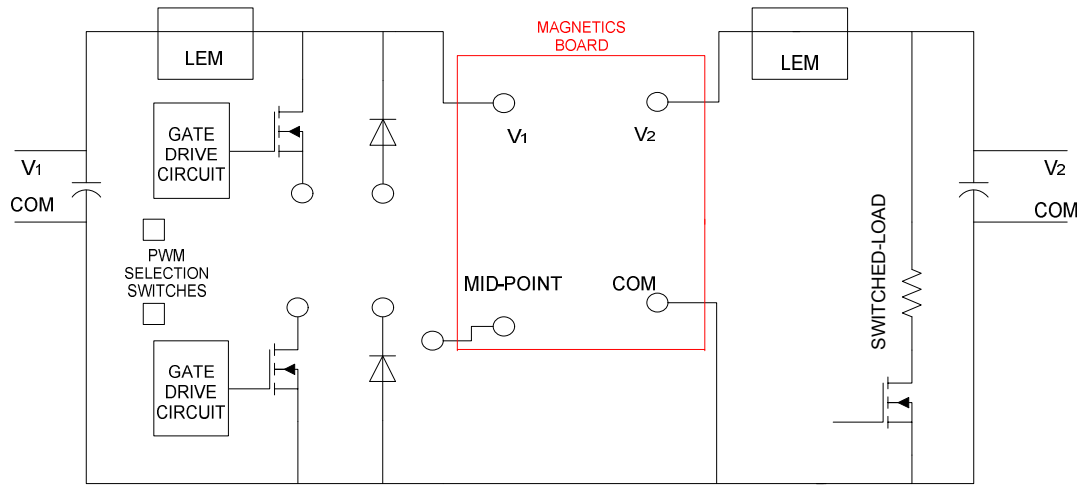 MAGNETICS
BOARD
LEM
LEM
GATE
DRIVE
CIRCUIT
V1
V2
V1
V2
COM
COM
PWM
SELECTION
SWITCHES
MID-POINT
COM
SWITCHED-LOAD
GATE
DRIVE
CIRCUIT